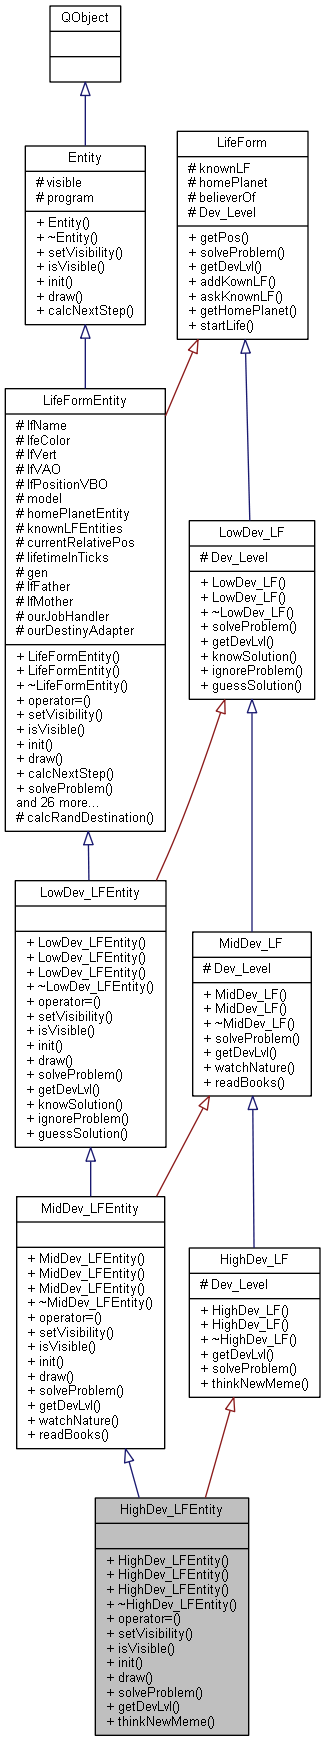 QObject
Entity
# visible
# program
+ Entity()
+ ~Entity()
+ setVisibility()
+ isVisible()
+ init()
+ draw()
+ calcNextStep()
LifeForm
# knownLF
# homePlanet
# believerOf
# Dev_Level
+ getPos()
+ solveProblem()
+ getDevLvl()
+ addKownLF()
+ askKnownLF()
+ getHomePlanet()
+ startLife()
LifeFormEntity
# lfName
# lfeColor
# lfVert
# lfVAO
# lfPositionVBO
# model
# homePlanetEntity
# knownLFEntities
# currentRelativePos
# lifetimeInTicks
# gen
# lfFather
# lfMother
# ourJobHandler
# ourDestinyAdapter
+ LifeFormEntity()
+ LifeFormEntity()
+ ~LifeFormEntity()
+ operator=()
+ setVisibility()
+ isVisible()
+ init()
+ draw()
+ calcNextStep()
+ solveProblem()
and 26 more...
# calcRandDestination()
LowDev_LF
# Dev_Level
+ LowDev_LF()
+ LowDev_LF()
+ ~LowDev_LF()
+ solveProblem()
+ getDevLvl()
+ knowSolution()
+ ignoreProblem()
+ guessSolution()
LowDev_LFEntity
+ LowDev_LFEntity()
+ LowDev_LFEntity()
+ LowDev_LFEntity()
+ ~LowDev_LFEntity()
+ operator=()
+ setVisibility()
+ isVisible()
+ init()
+ draw()
+ solveProblem()
+ getDevLvl()
+ knowSolution()
+ ignoreProblem()
+ guessSolution()
MidDev_LF
# Dev_Level
+ MidDev_LF()
+ MidDev_LF()
+ ~MidDev_LF()
+ solveProblem()
+ getDevLvl()
+ watchNature()
+ readBooks()
MidDev_LFEntity
+ MidDev_LFEntity()
+ MidDev_LFEntity()
+ MidDev_LFEntity()
+ ~MidDev_LFEntity()
+ operator=()
+ setVisibility()
+ isVisible()
+ init()
+ draw()
+ solveProblem()
+ getDevLvl()
+ watchNature()
+ readBooks()
HighDev_LF
# Dev_Level
+ HighDev_LF()
+ HighDev_LF()
+ ~HighDev_LF()
+ getDevLvl()
+ solveProblem()
+ thinkNewMeme()
HighDev_LFEntity
+ HighDev_LFEntity()
+ HighDev_LFEntity()
+ HighDev_LFEntity()
+ ~HighDev_LFEntity()
+ operator=()
+ setVisibility()
+ isVisible()
+ init()
+ draw()
+ solveProblem()
+ getDevLvl()
+ thinkNewMeme()